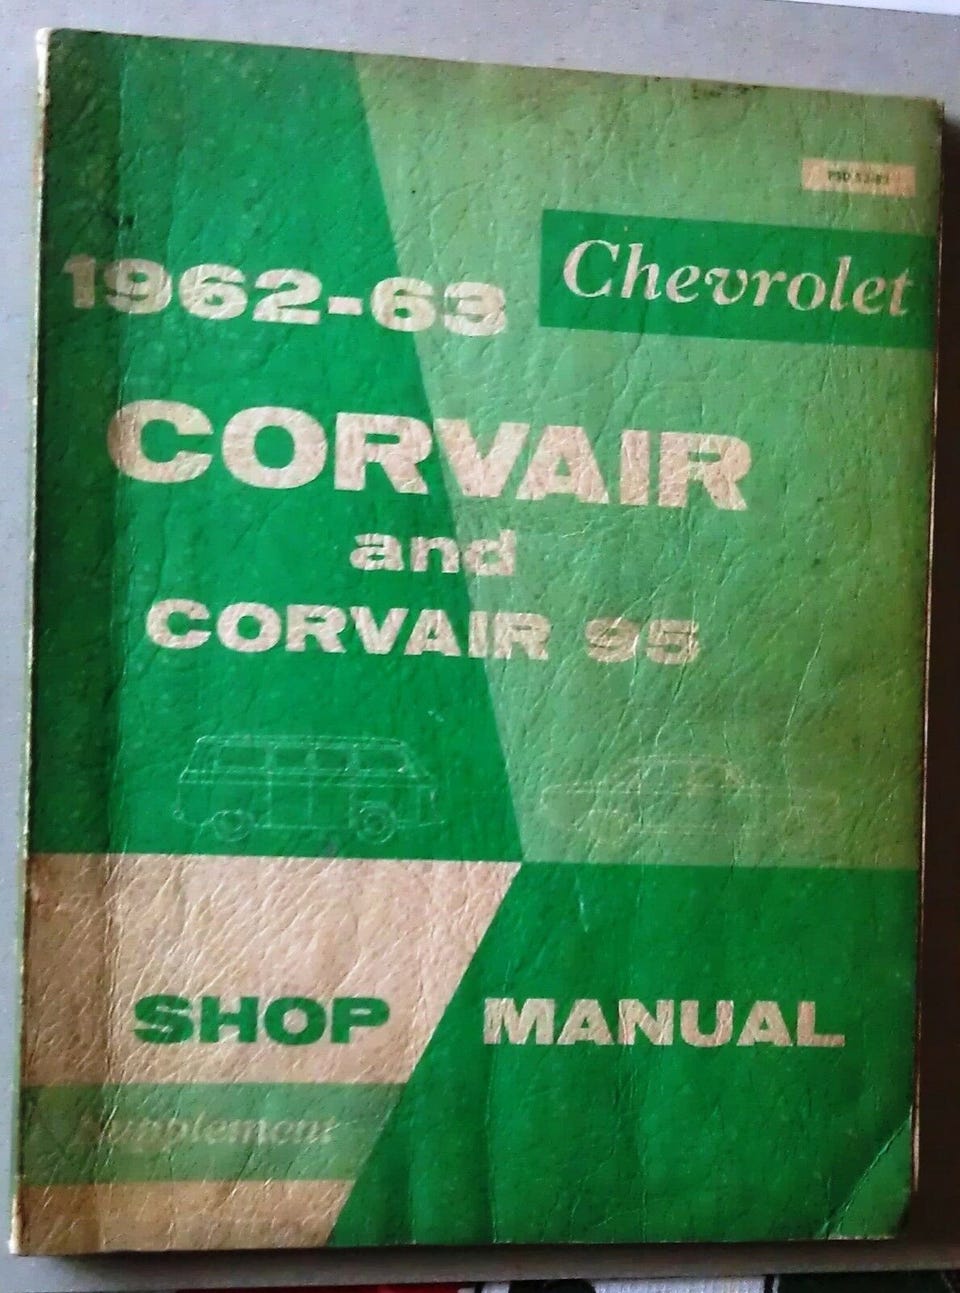 Chevrolet
1962-63
CORVAIR
and
CORVAIR 95
SHOP MANUAL
Supplement